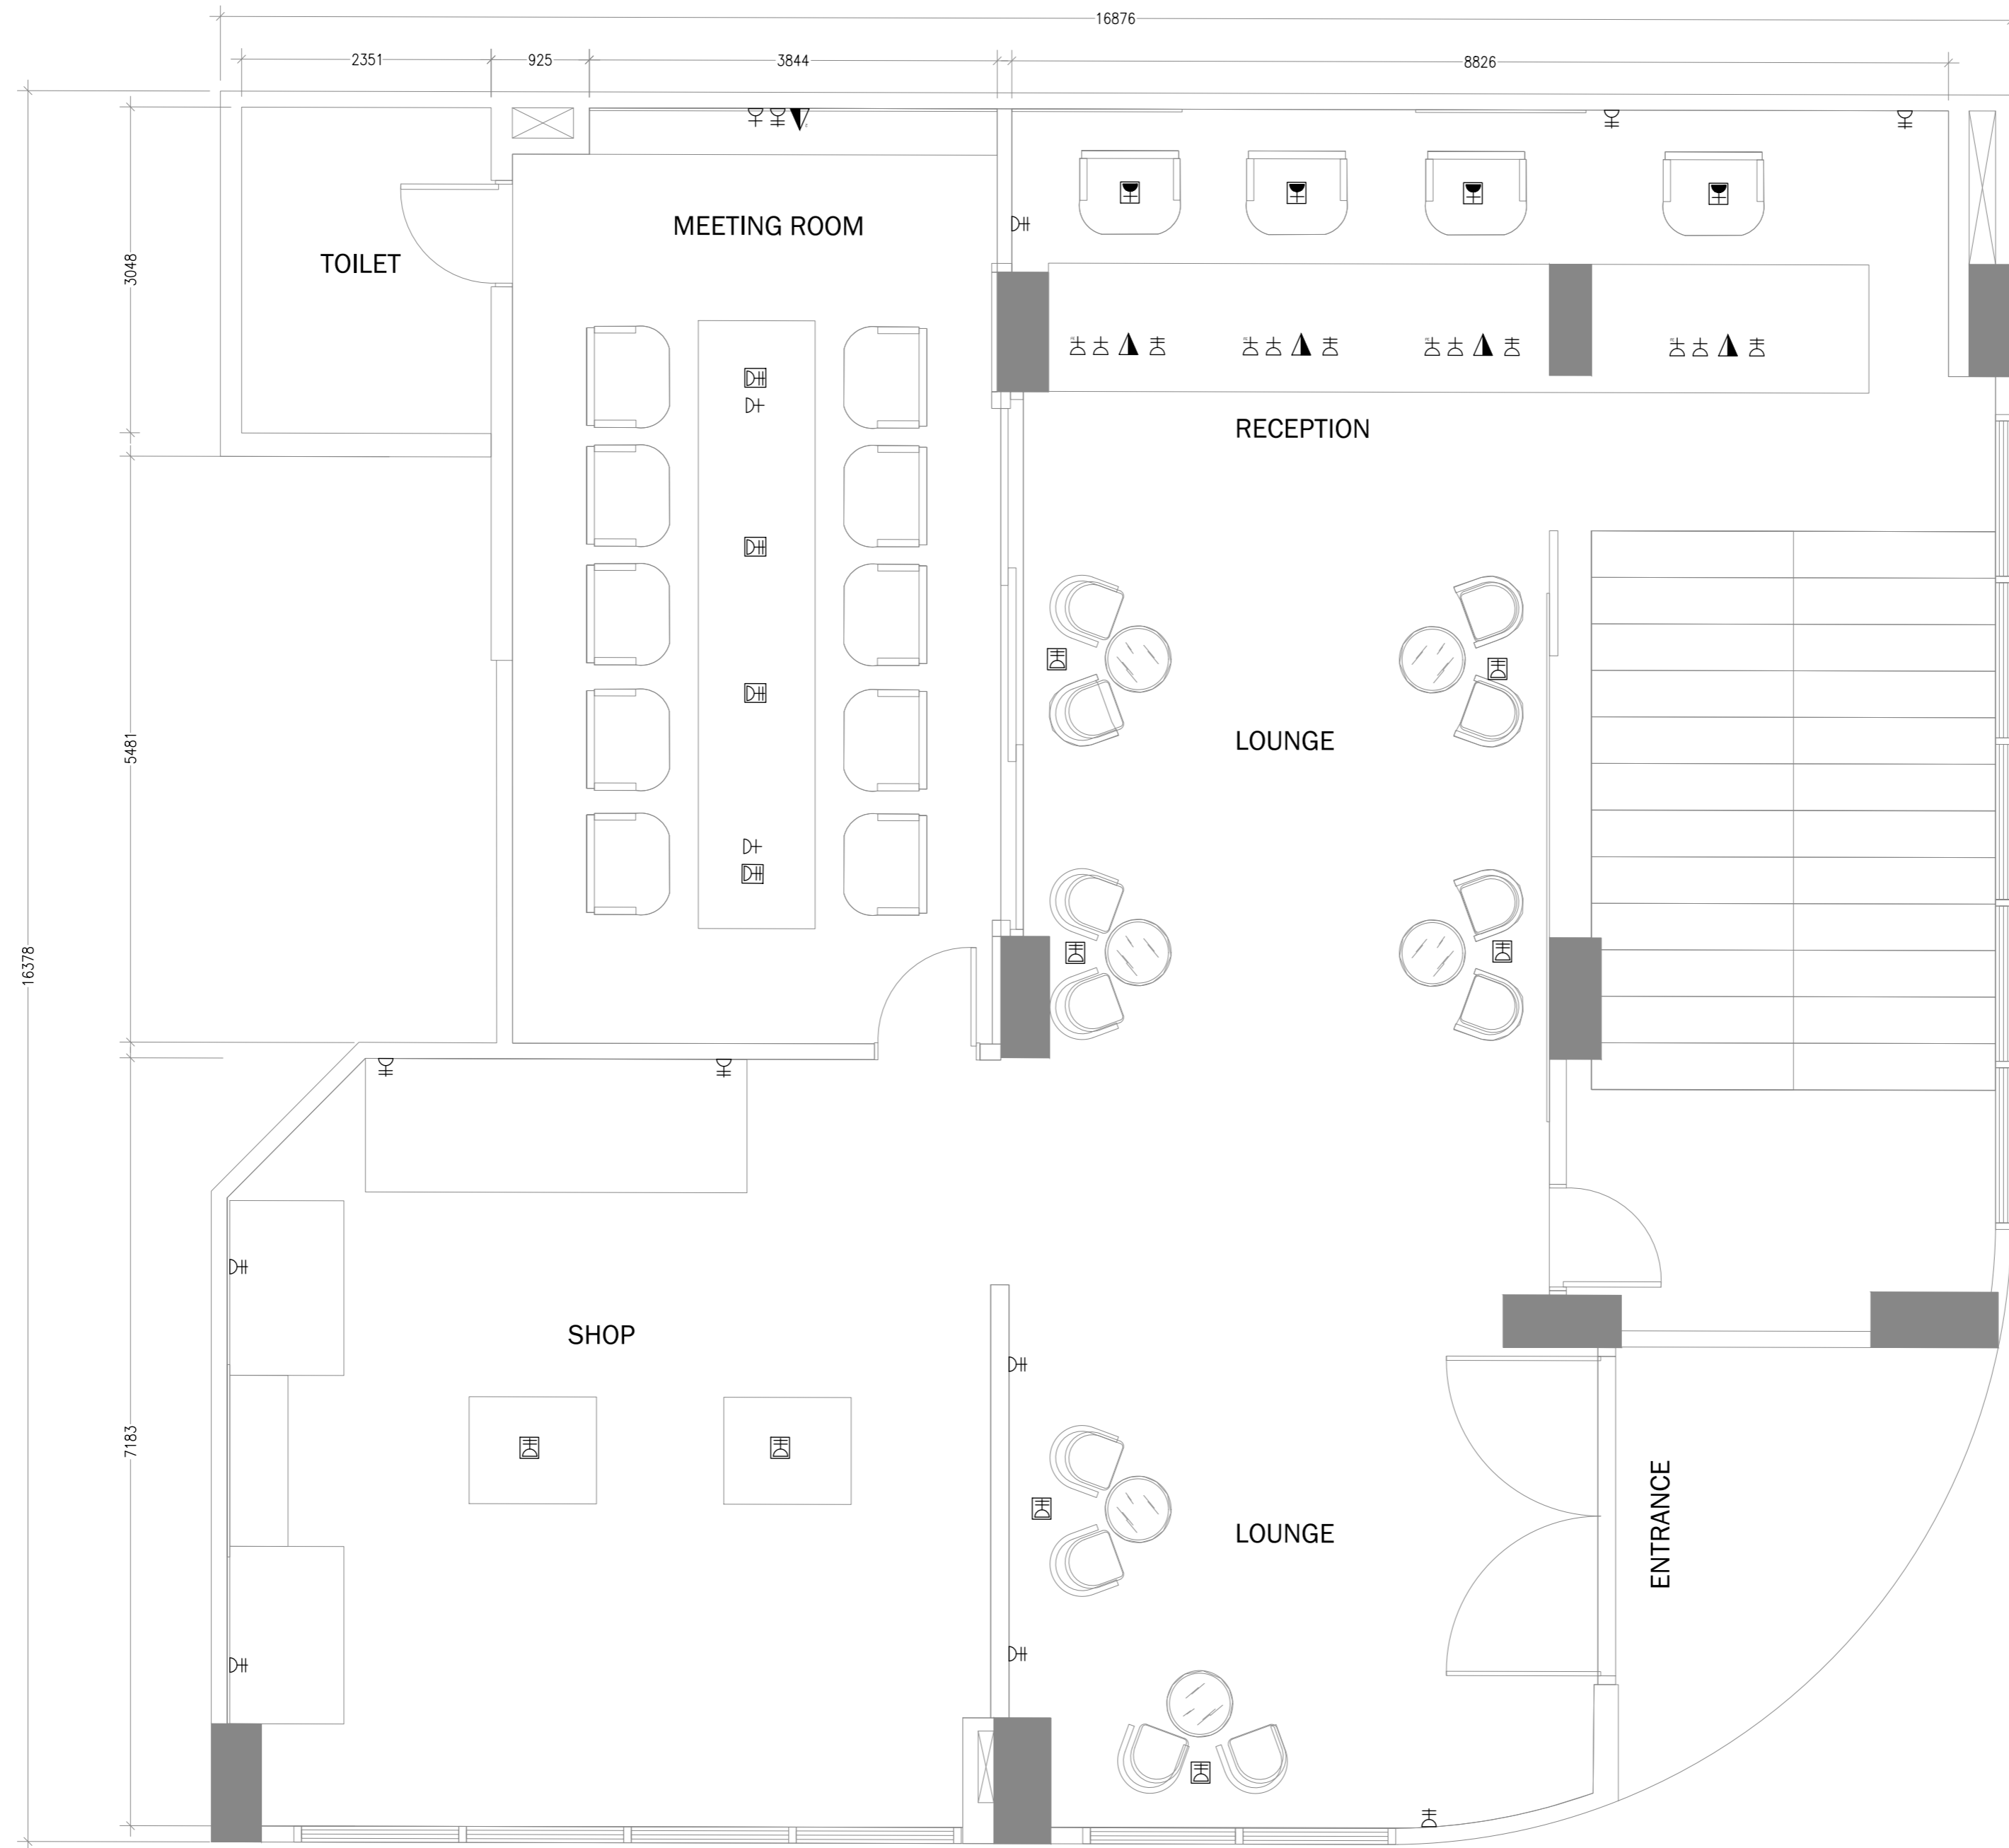 16876
2351
925
3844
8826
MEETING ROOM
TOILET
3048
RECEPTION
LOUNGE
5481
16378
SHOP
7183
LOUNGE
ENTRANCE